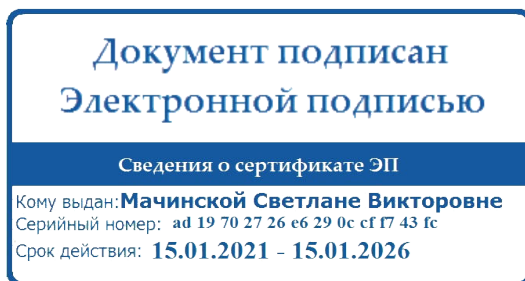 Документ подписан
Электронной подписью
Сведения о сертификате ЭП
Кому выдан:Мачинской Светлане Викторовне
Серийный номер: ad 19 70 27 26 e6 29 0c cf f7 43 fc
Срок действия: 15.01.2021 - 15.01.2026